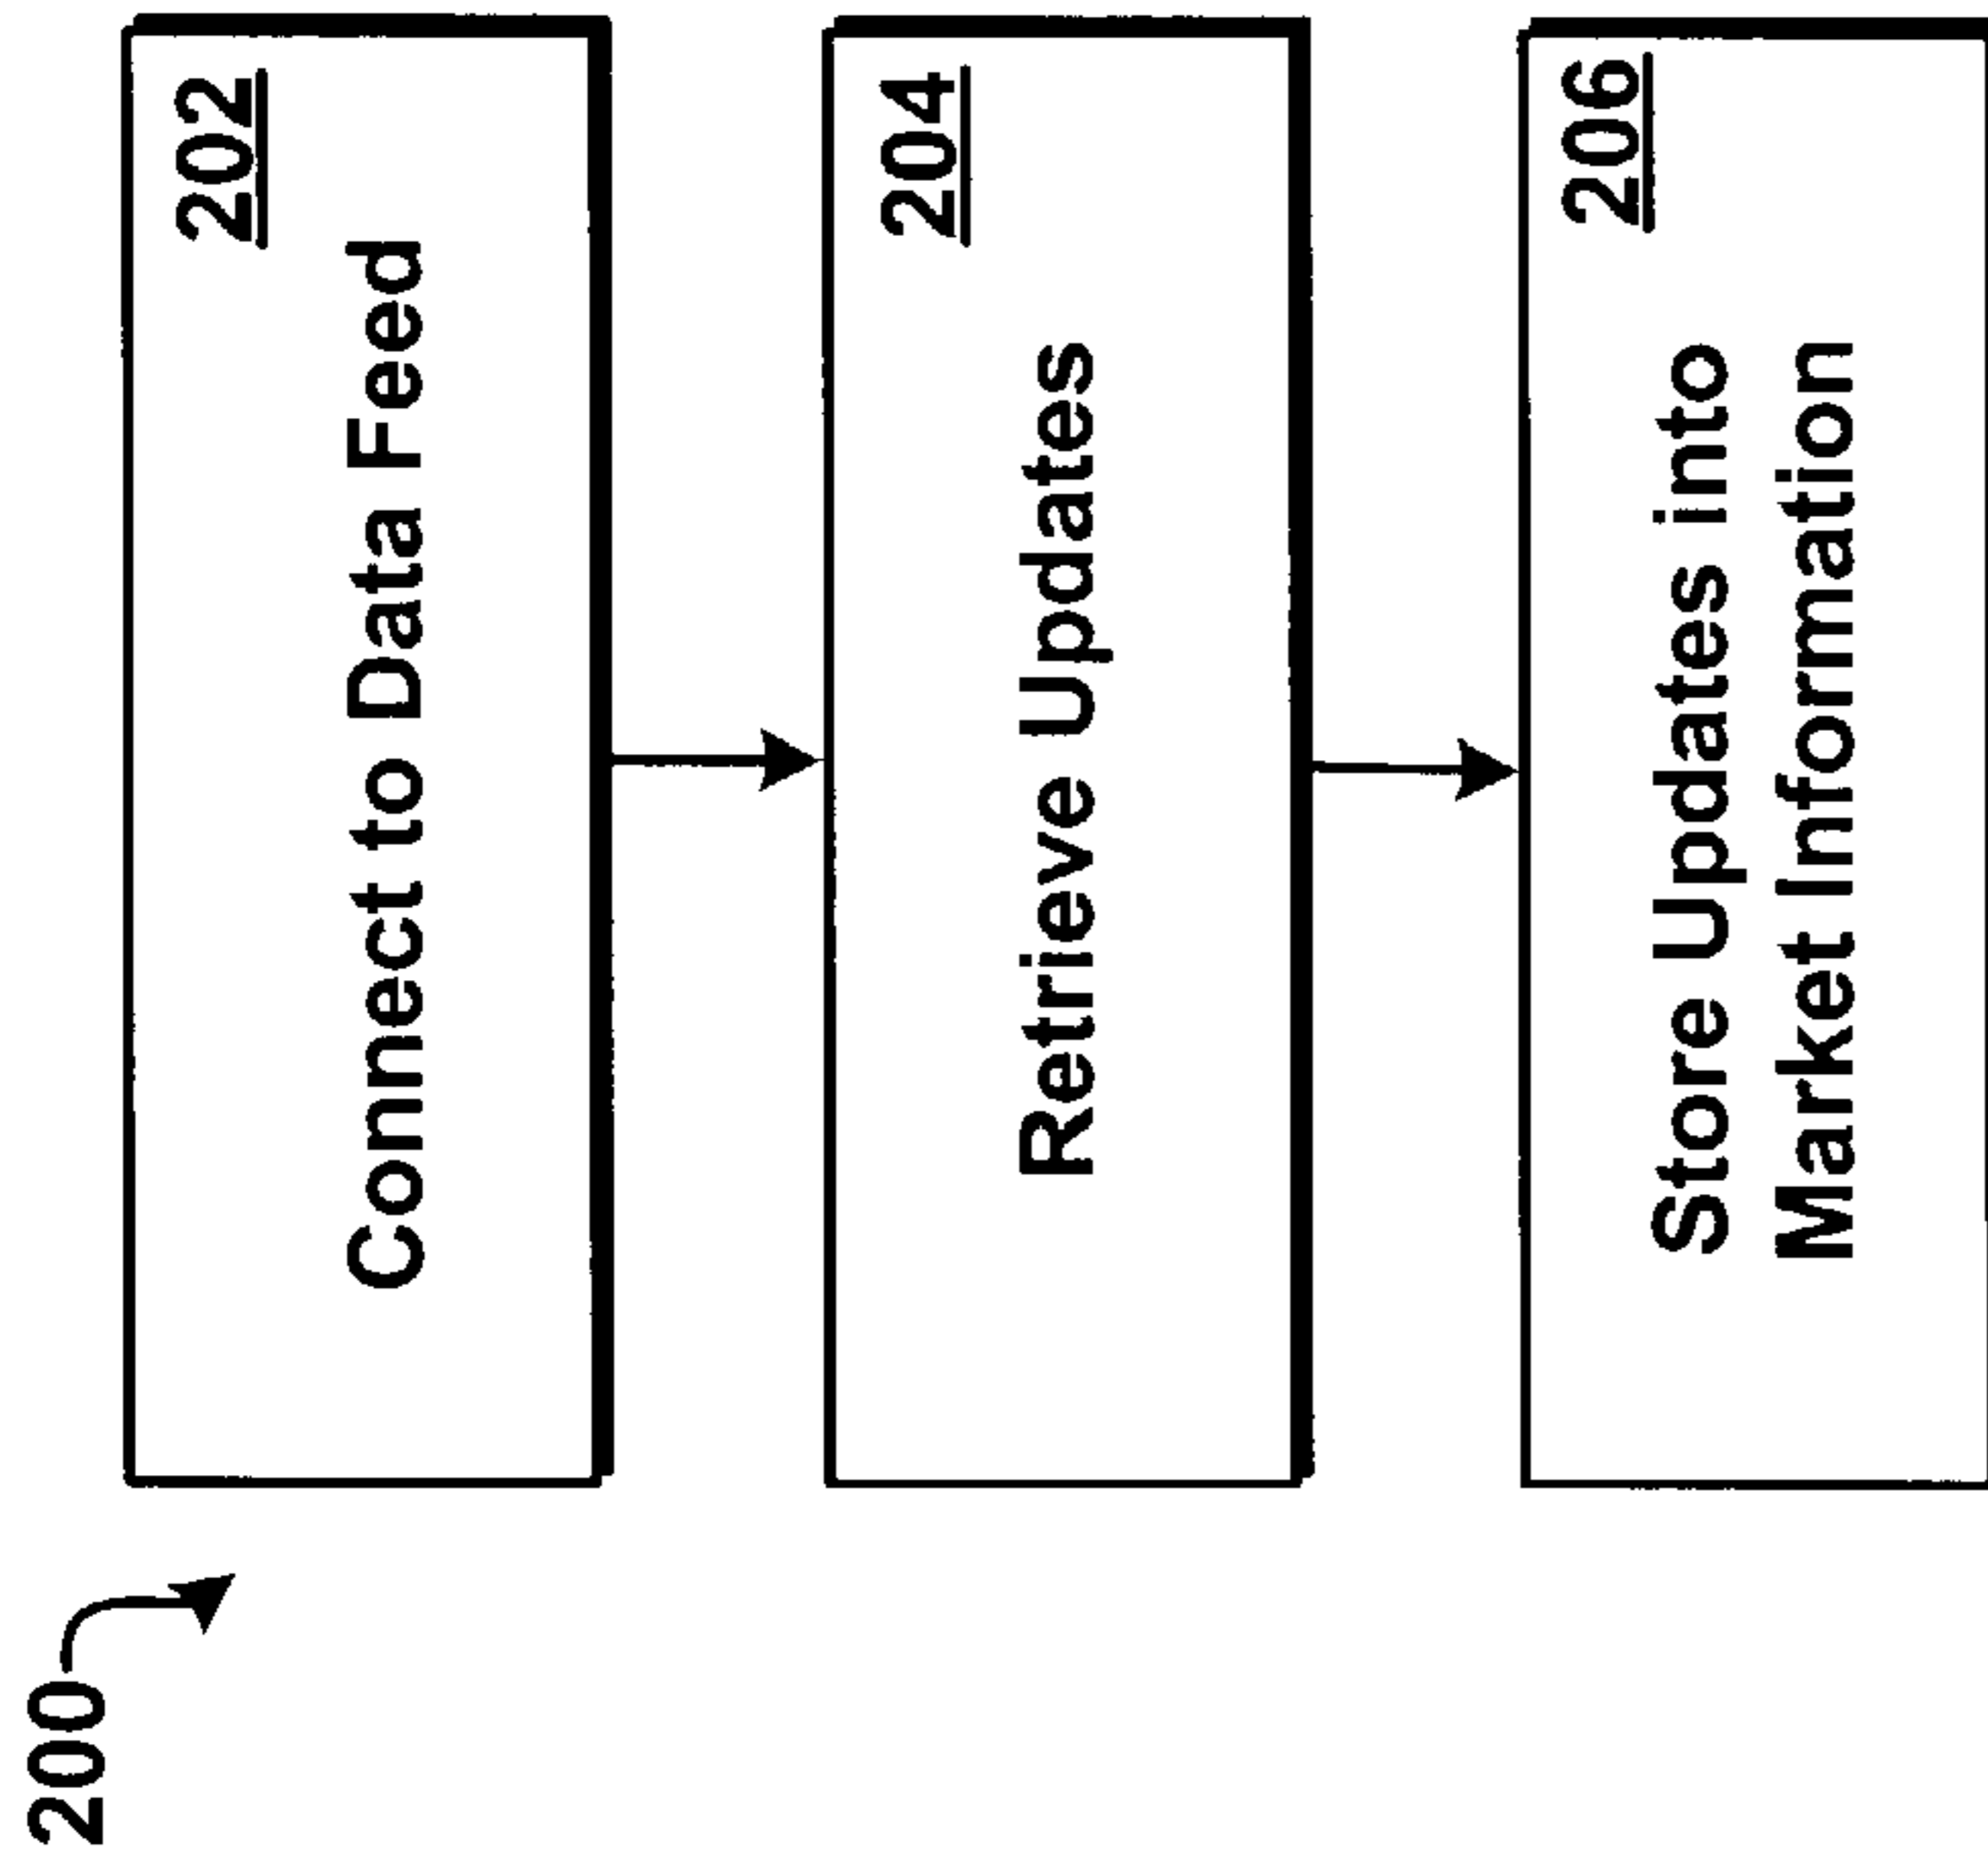 200
202
Connect to Data Feed
204
Retrieve Updates
206
Store Updates into
Market Information